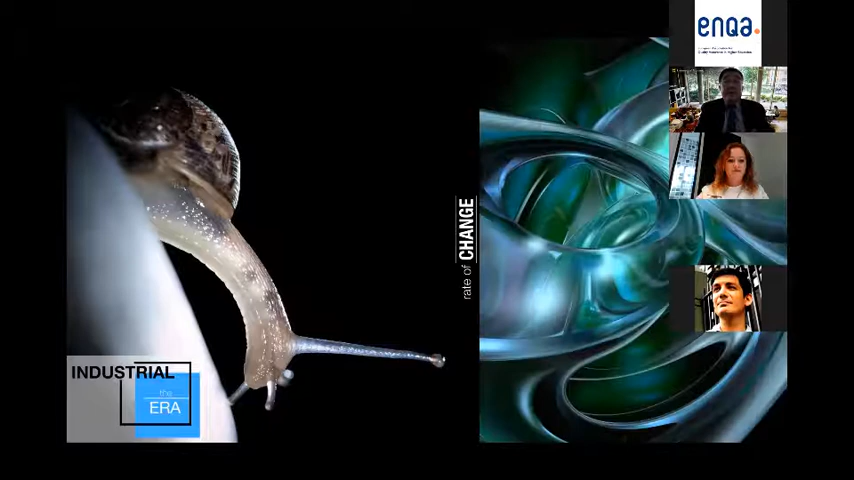 enqa.
rate of CHANGE
INDUSTRIAL
the
ERA